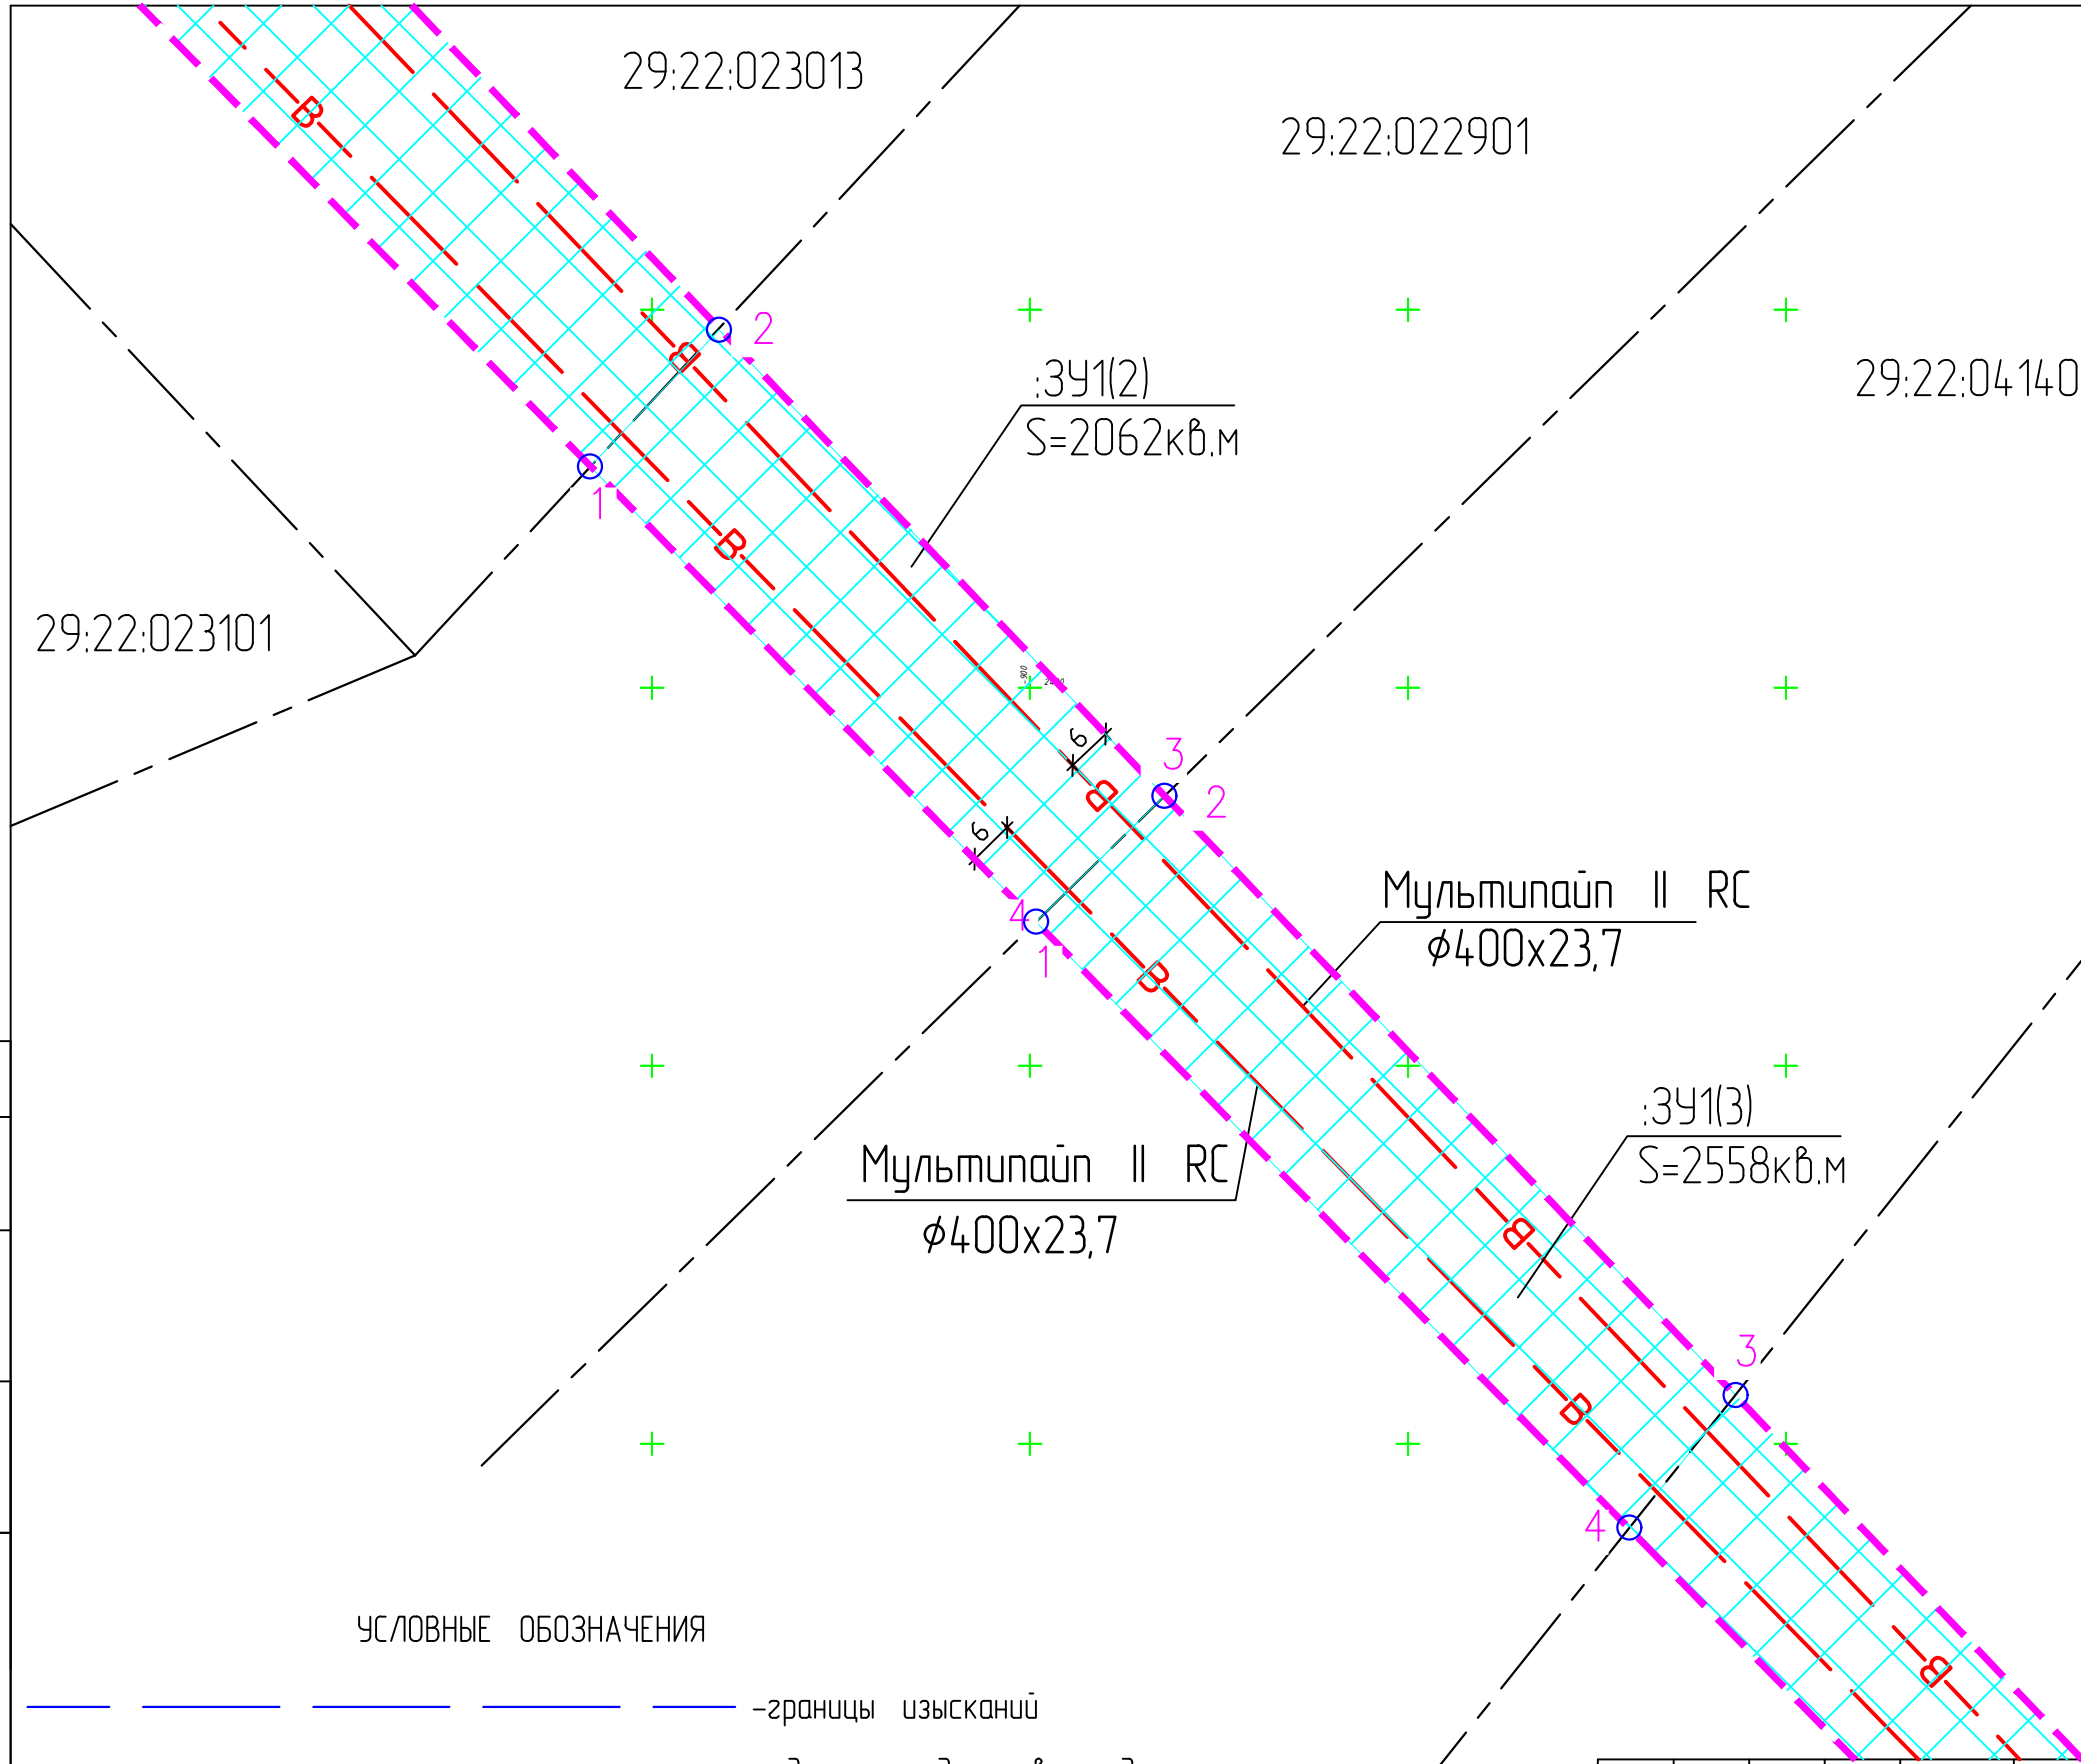 29:22:023013
29:22:022901
2
:ЗУ1(2)
S=2062кв.м
29:22:04140
В
В
1
В
29:22:023101
6
3
В
2
6
4
1
В
Мультипайп II RC
ϕ400х23,7
:ЗУ1(3)
S=2558кв.м
Мультипайп II RC
ϕ400х23,7
В
3
В
4
УСЛОВНЫЕ ОБОЗНАЧЕНИЯ
В
-границы изысканий